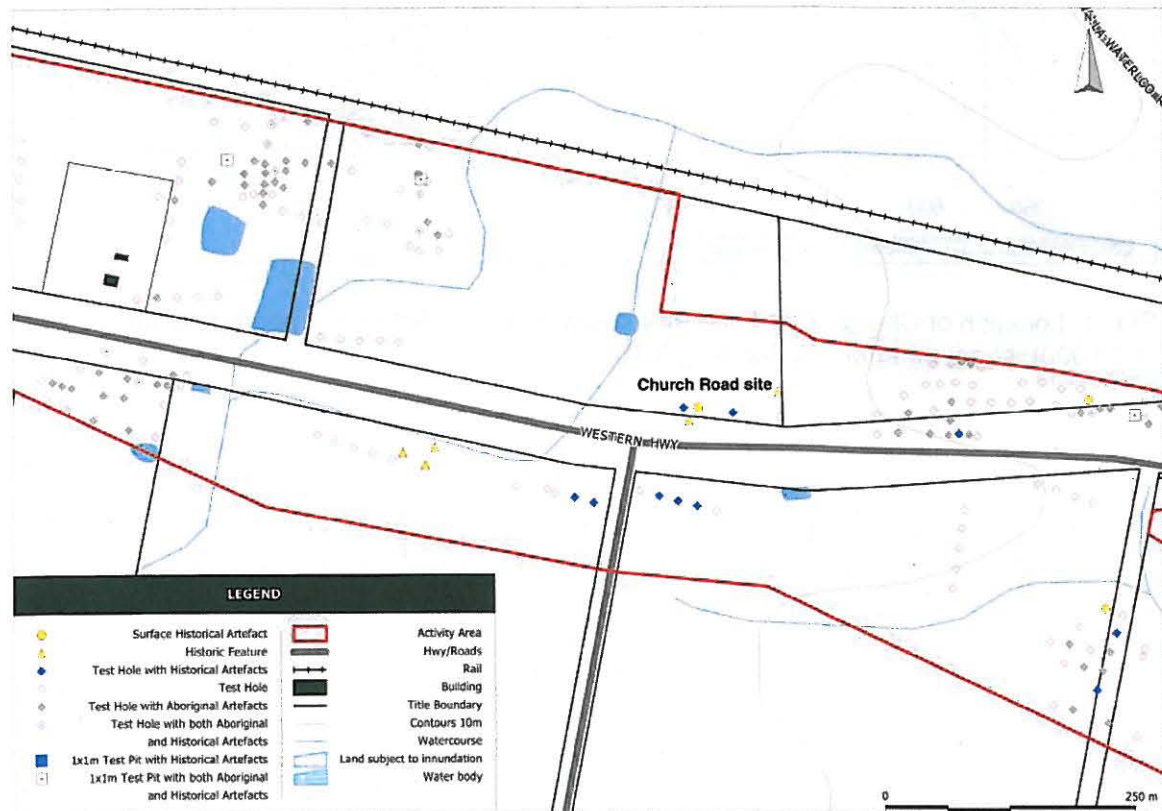 N
WATERLOO
Church Road site
WESTERN HWY
LEGEND
Surface Historical Artefact
Historic Feature
Test Hole with Historical Artefacts
Test Hole
Test Hole with Aboriginal Artefacts
Test Hole with both Aboriginal
and Historical Artefacts
1x1m Test Pit with Historical Artefacts
1x1m Test Pit with both Aboriginal
and Historical Artefacts
Activity Area
Hwy/Roads
Rail
Building
Title Boundary
Contours 10m
Watercourse
Land subject to innundation
Water body
0
250 m